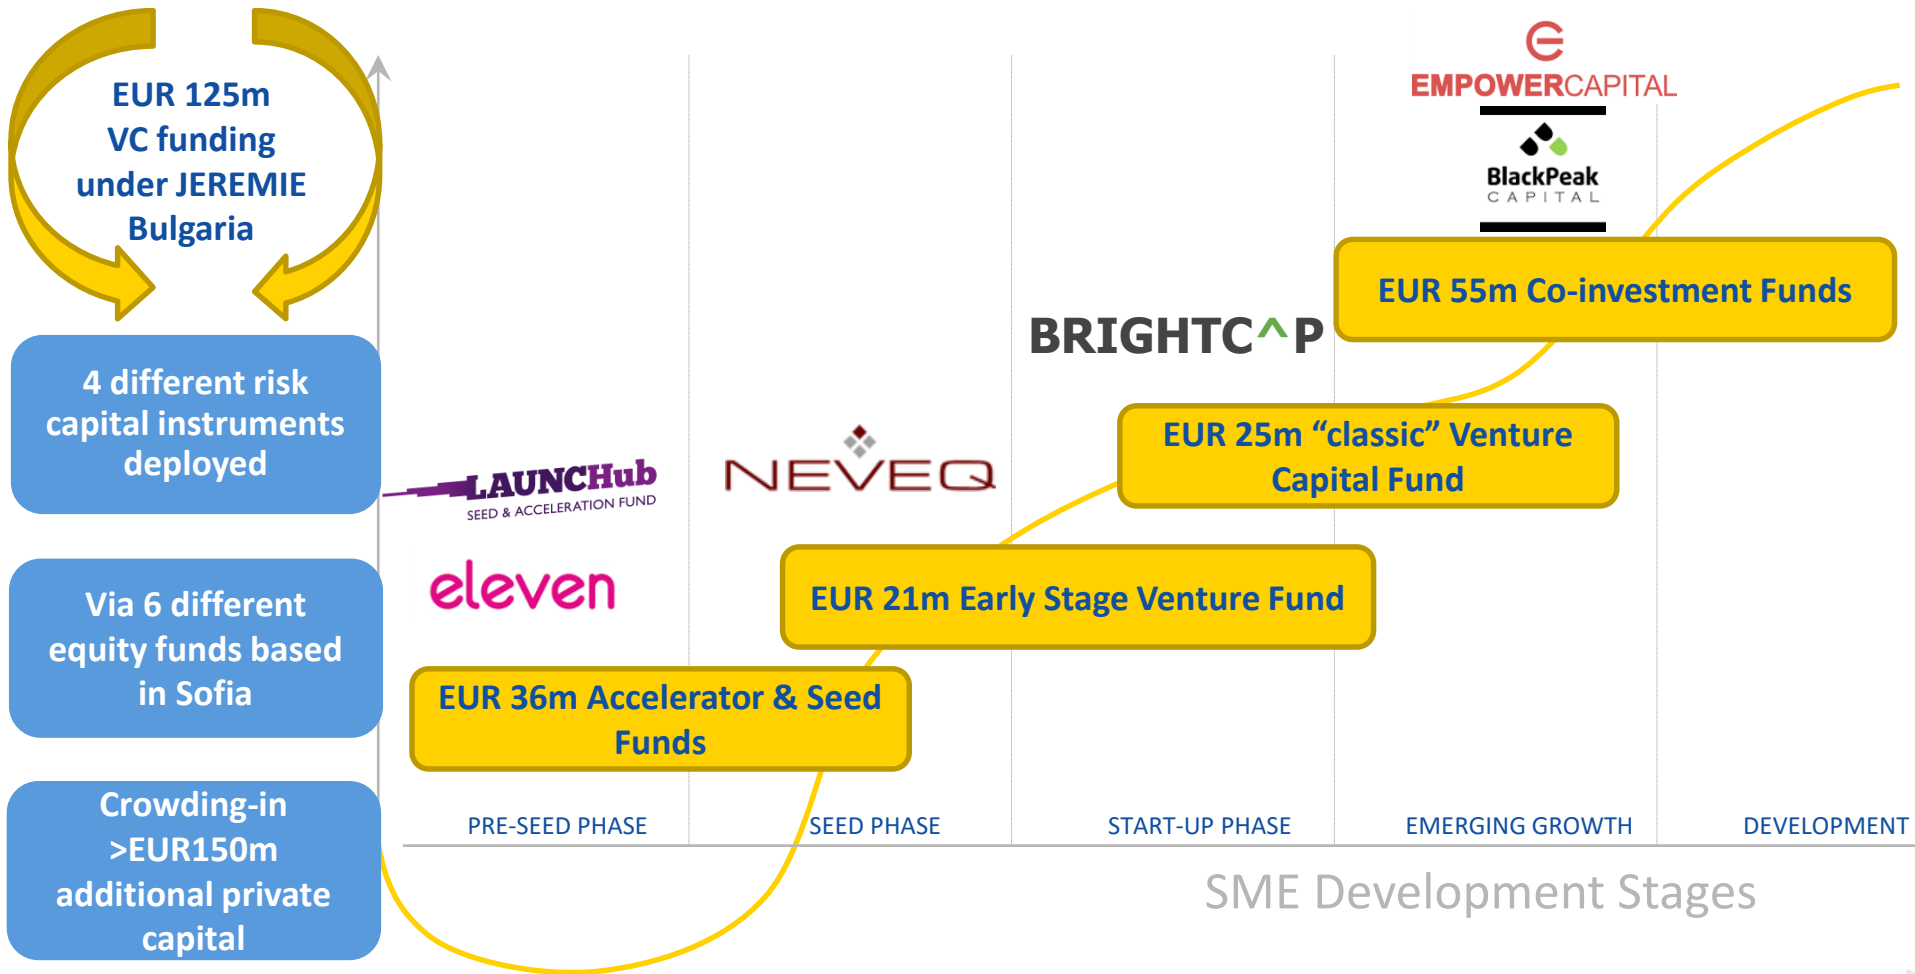 EUR 125m
VC funding
under JEREMIE
Bulgaria
4 different risk
capital instruments
deployed
Via 6 different
equity funds based
in Sofia
Crowding-in
>EUR150m
additional private
capital
LAUNCHub
SEED & ACCELERATION FUND
eleven
EUR 36m Accelerator & Seed
Funds
NEVEQ
EUR 21m Early Stage Venture Fund
BRIGHTC^P
EUR 25m “classic” Venture
Capital Fund
EMPOWERCAPITAL
BlackPeak
CAPITAL
EUR 55m Co-investment Funds
PRE-SEED PHASE
SEED PHASE
START-UP PHASE
EMERGING GROWTH
DEVELOPMENT
SME Development Stages